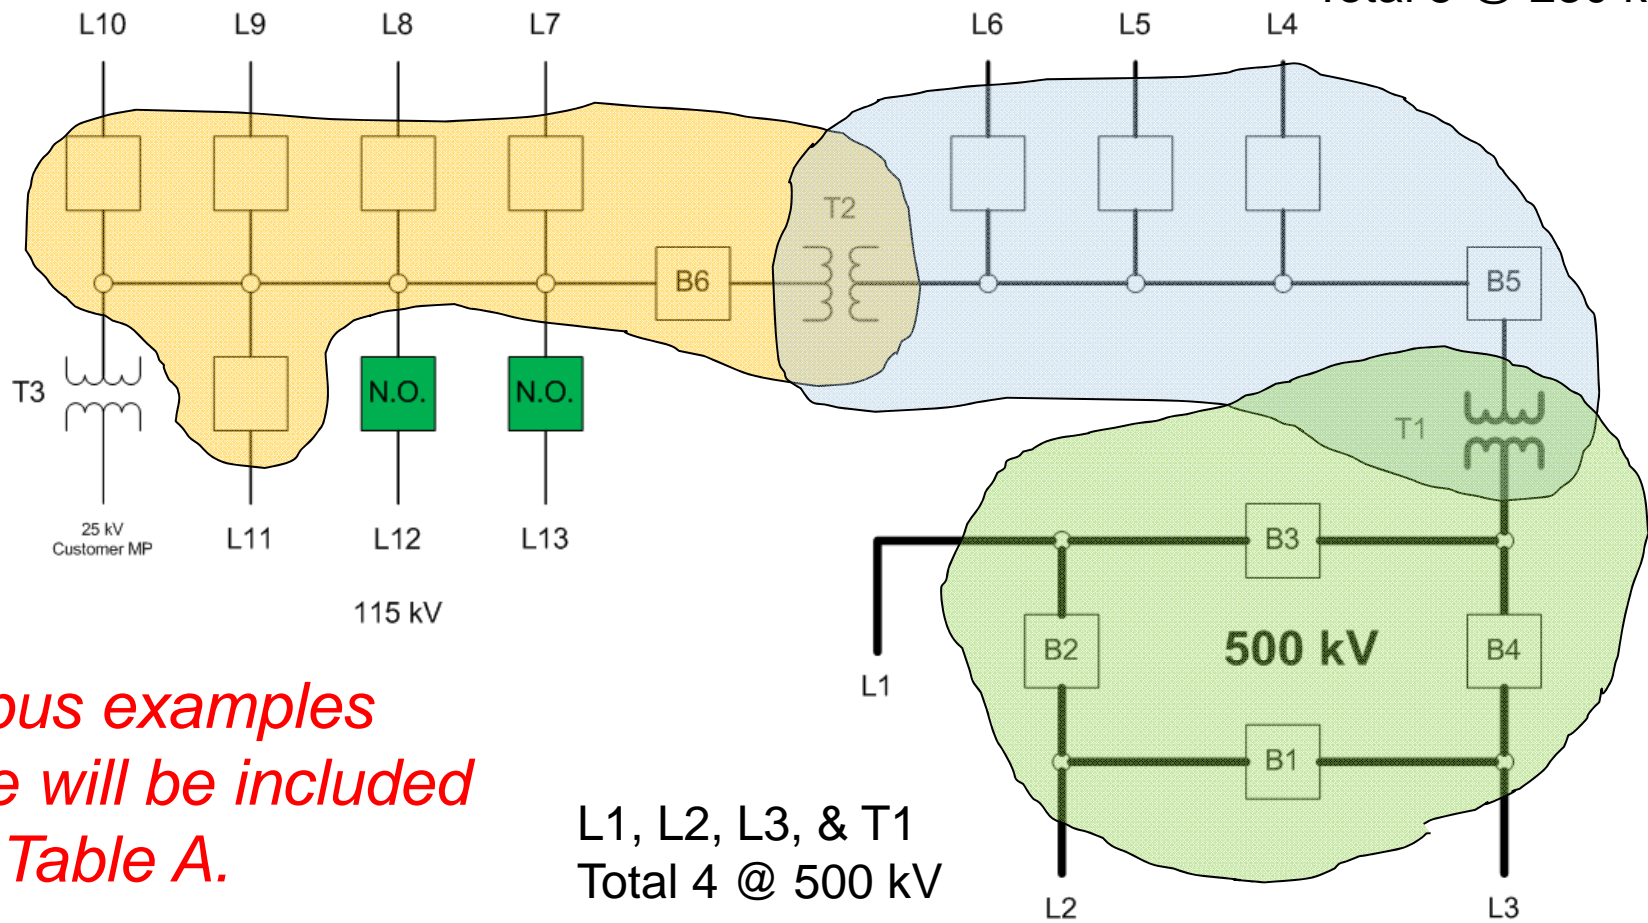 L10 L9 L8 L7 L6 L5 L4
T2
B6 B5
T3 N.O. N.O. T1
25 kV
Customer MP
L11 L12 L13 B3
115 kV
B2 500 kV B4
L1
examples
will be included
Table A.
B1
L1, L2, L3, & T1
Total 4 @ 500 kV
L2 L3